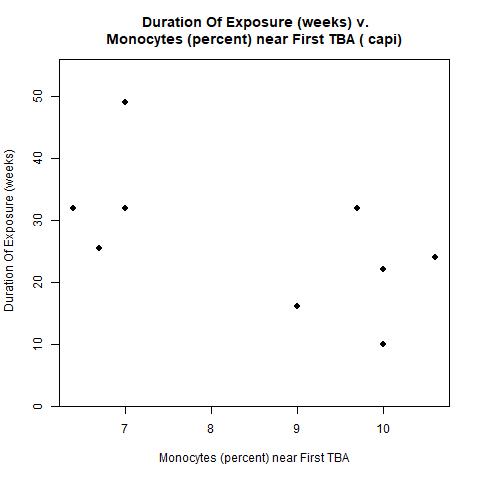 Duration Of Exposure (weeks) v.
Monocytes (percent) near First TBA ( capi)
Duration Of Exposure (weeks)
50
40
30
20
10
0
7 8 9 10
Monocytes (percent) near First TBA